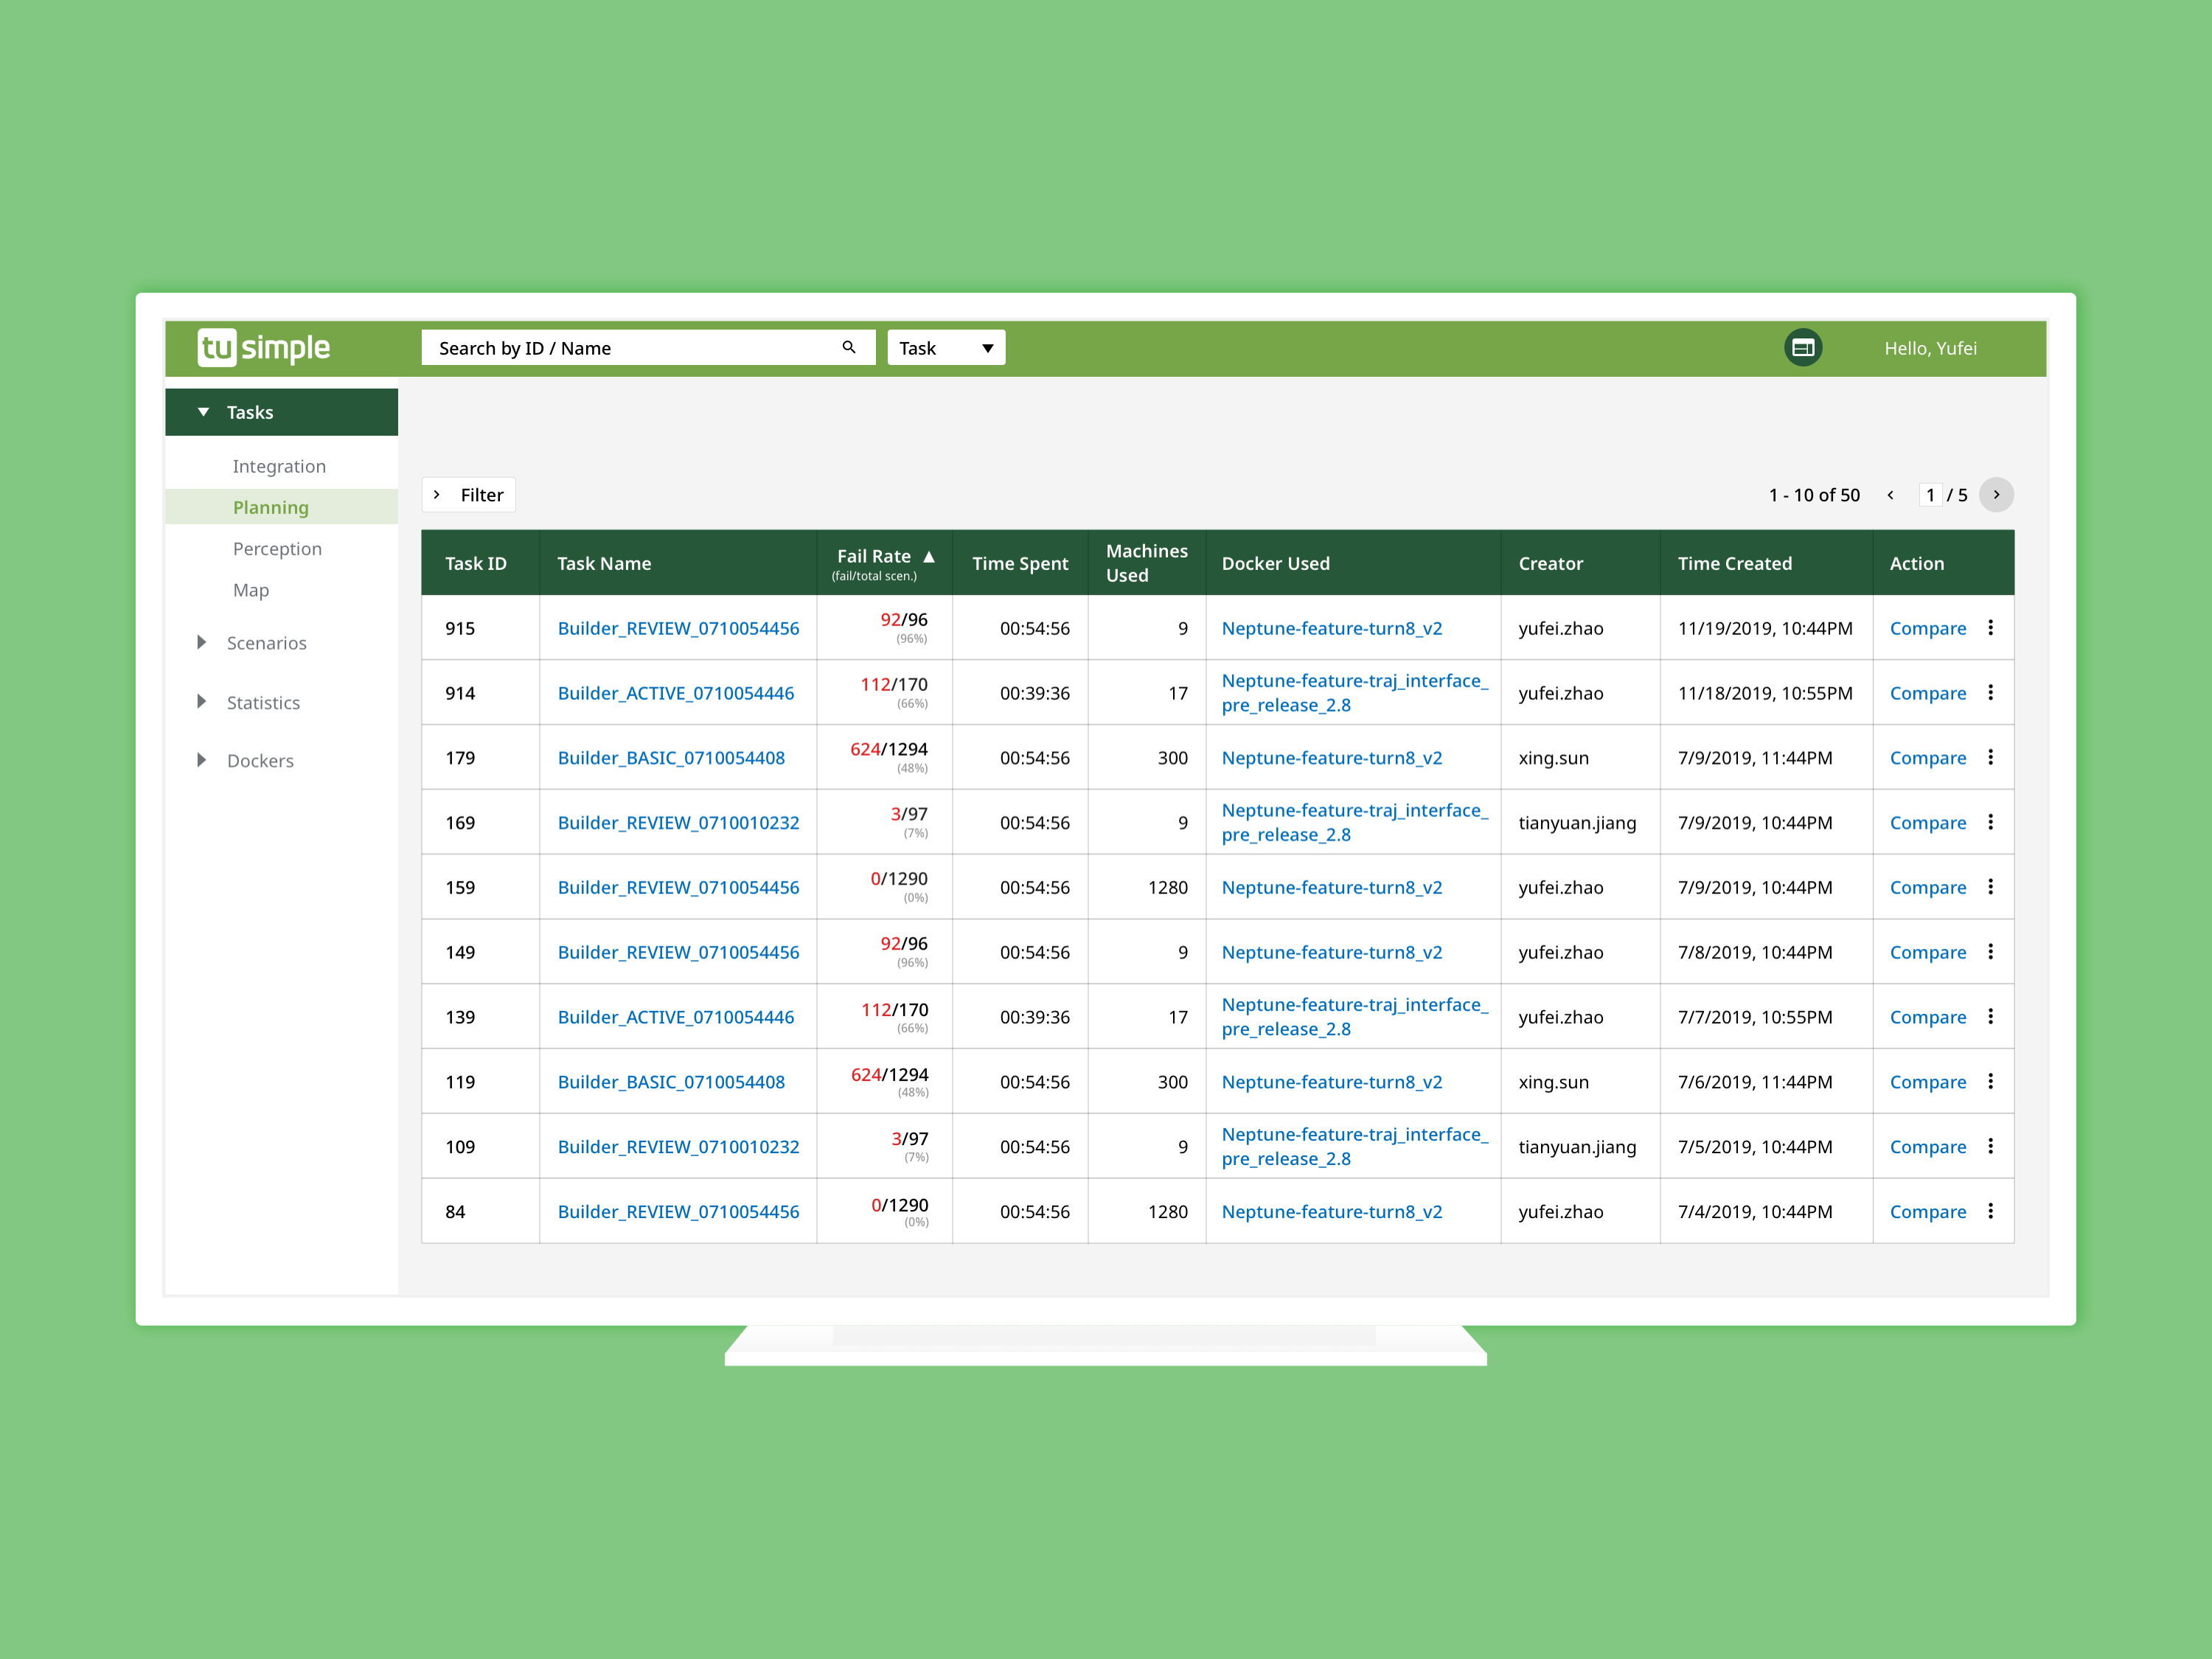 tu simple
Search by ID / Name
Task
Hello, Yufei
Tasks
Integration
Planning
Perception
Map
Scenarios
Statistics
Dockers
Filter
1 - 10 of 50
1 / 5
Task ID Task Name Fail Rate (fail/total scen.) Time Spent Machines Used Docker Used Creator Time Created Action
915 Builder_REVIEW_0710054456 92/96 (96%) 00:54:56 9 Neptune-feature-turn8_v2 yufei.zhao 11/19/2019, 10:44PM Compare
914 Builder_ACTIVE_0710054446 112/170 (66%) 00:39:36 17 Neptune-feature-traj_interface_pre_release_2.8 yufei.zhao 11/18/2019, 10:55PM Compare
179 Builder_BASIC_0710054408 624/1294 (48%) 00:54:56 300 Neptune-feature-turn8_v2 xing.sun 7/9/2019, 11:44PM Compare
169 Builder_REVIEW_0710010232 3/97 (7%) 00:54:56 9 Neptune-feature-traj_interface_pre_release_2.8 tianyuan.jiang 7/9/2019, 10:44PM Compare
159 Builder_REVIEW_0710054456 0/1290 (0%) 00:54:56 1280 Neptune-feature-turn8_v2 yufei.zhao 7/9/2019, 10:44PM Compare
149 Builder_REVIEW_0710054456 92/96 (96%) 00:54:56 9 Neptune-feature-turn8_v2 yufei.zhao 7/8/2019, 10:44PM Compare
139 Builder_ACTIVE_0710054446 112/170 (66%) 00:39:36 17 Neptune-feature-traj_interface_pre_release_2.8 yufei.zhao 7/7/2019, 10:55PM Compare
119 Builder_BASIC_0710054408 624/1294 (48%) 00:54:56 300 Neptune-feature-turn8_v2 xing.sun 7/6/2019, 11:44PM Compare
109 Builder_REVIEW_0710010232 3/97 (7%) 00:54:56 9 Neptune-feature-traj_interface_pre_release_2.8 tianyuan.jiang 7/5/2019, 10:44PM Compare
84 Builder_REVIEW_0710054456 0/1290 (0%) 00:54:56 1280 Neptune-feature-turn8_v2 yufei.zhao 7/4/2019, 10:44PM Compare